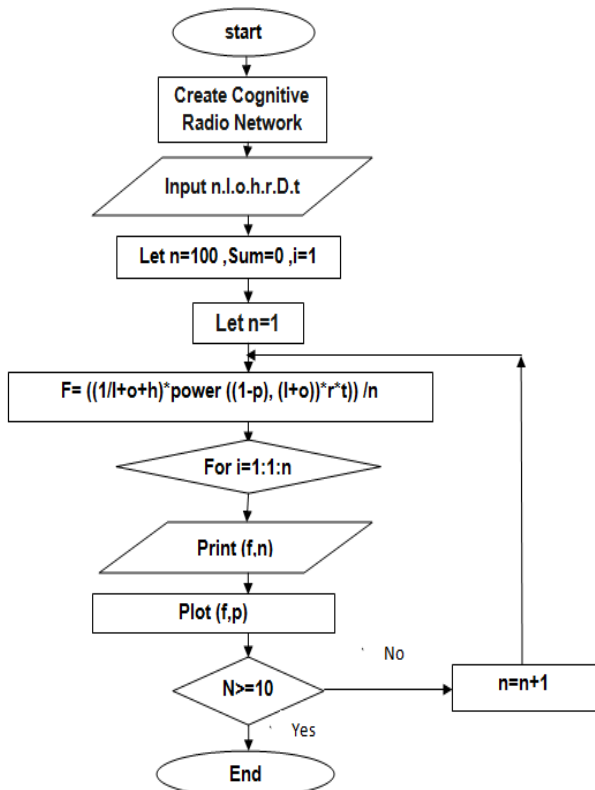 start
Create Cognitive
Radio Network
Input n.l.o.h.r.D.t
Let n=100 ,Sum=0 ,i=1
Let n=1
F= ((1/l+o+h)*power ((1-p), (l+o))*r*t)) /n
For i=1:1:n
Print (f,n)
Plot (f,p)
N>=10
No
n=n+1
Yes
End